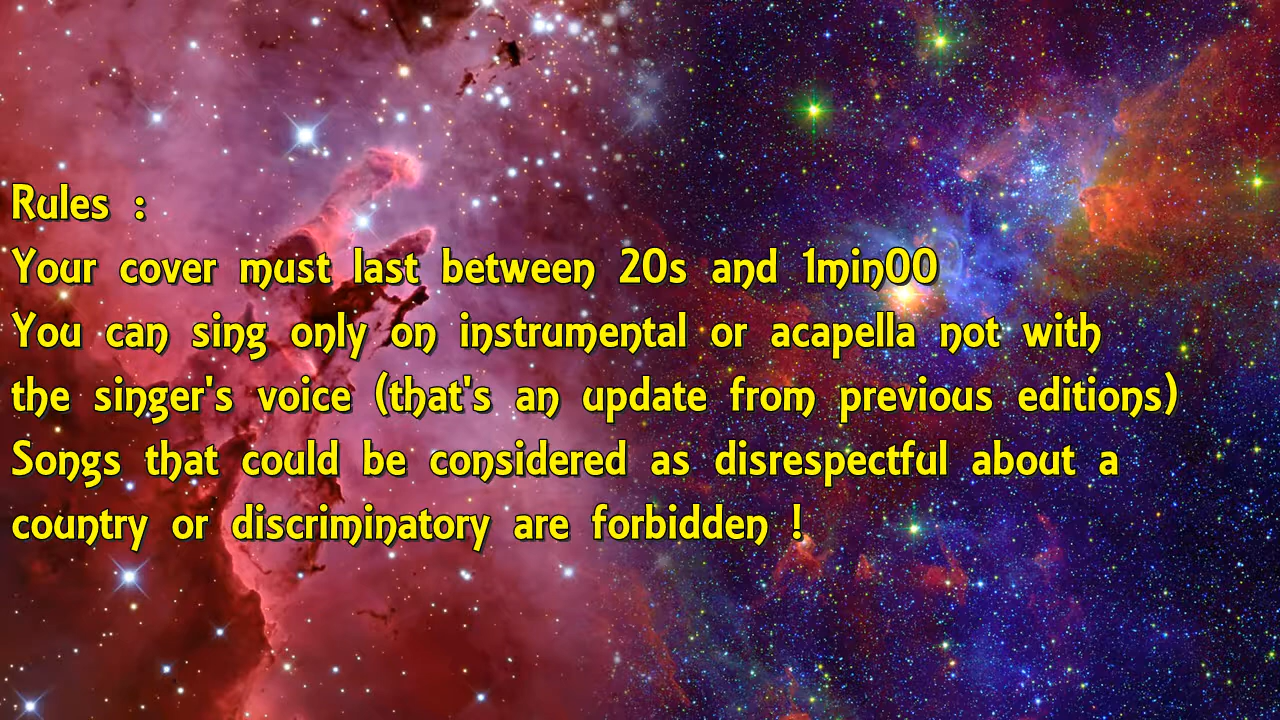 Rules :
Your cover must last between 20s and 1min00
You can sing only on instrumental or acapella not with
the singer's voice (that's an update from previous editions)
Songs that could be considered as disrespectful about a
country or discriminatory are forbidden !